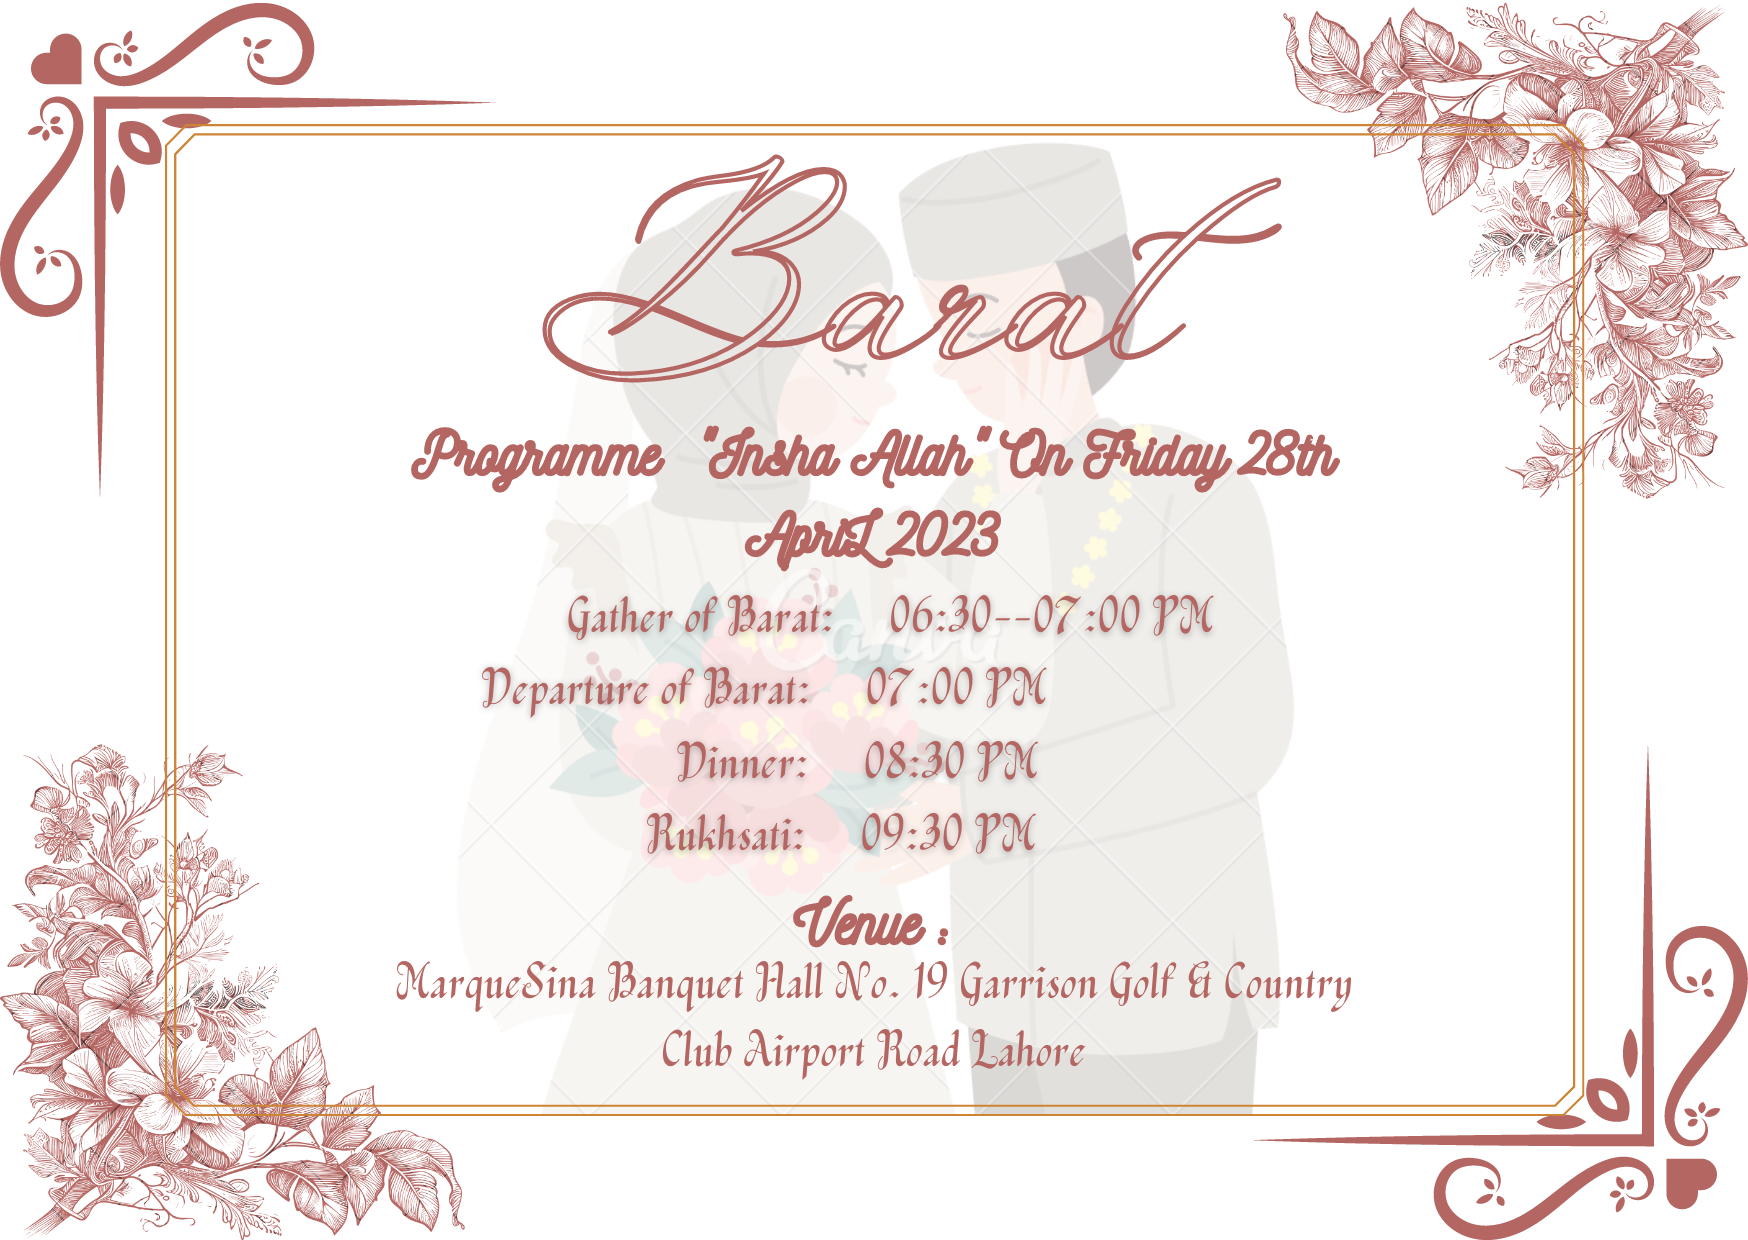 Barat
Programme "Insha Allah" On Friday 28th
ApriL 2023
Gather of Barat: 06:30--07:00 PM
Departure of Barat: 07:00 PM
Dinner: 08:30 PM
Rukhsati: 09:30 PM
Canva
Venue :
MarqueSina Banquet Hall No. 19 Garrison Golf & Country
Club Airport Road Lahore